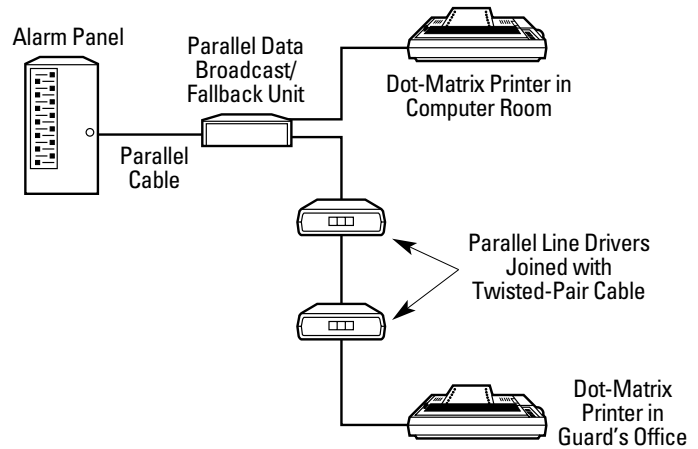 Alarm Panel
Parallel Data
Broadcast/
Fallback Unit
Dot-Matrix Printer in
Computer Room
Parallel
Cable
Parallel Line Drivers
Joined with
Twisted-Pair Cable
Dot-Matrix
Printer in
Guard's Office